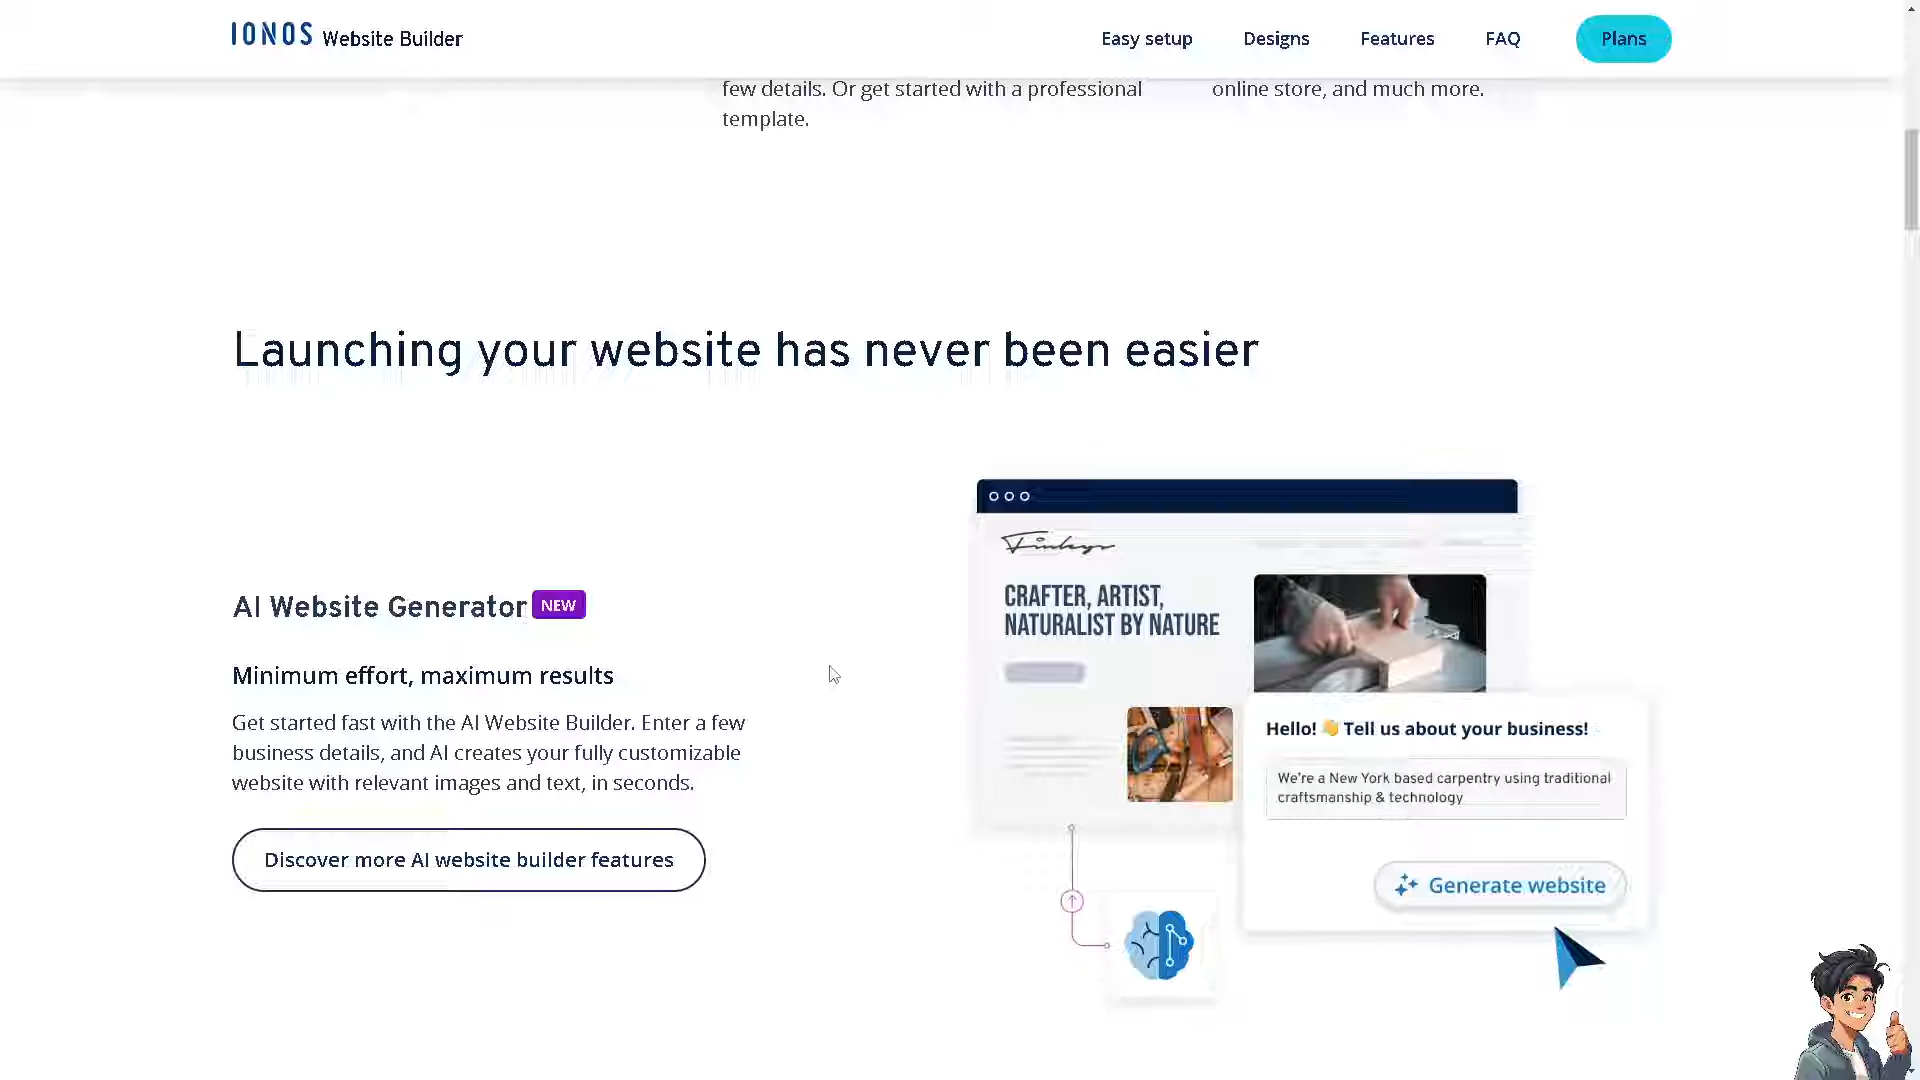 IONOS Website Builder
Easy setup
Designs
Features
FAQ
Plans
few details. Or get started with a professional
template.
online store, and much more.
Launching your website has never been easier
AI Website Generator NEW
Minimum effort, maximum results
Get started fast with the AI Website Builder. Enter a few
business details, and AI creates your fully customizable
website with relevant images and text, in seconds.
Discover more AI website builder features
CRAFTER, ARTIST,
NATURALIST BY NATURE
Hello! 👋 Tell us about your business!
We're a New York based carpentry using traditional
craftsmanship & technology
Generate website